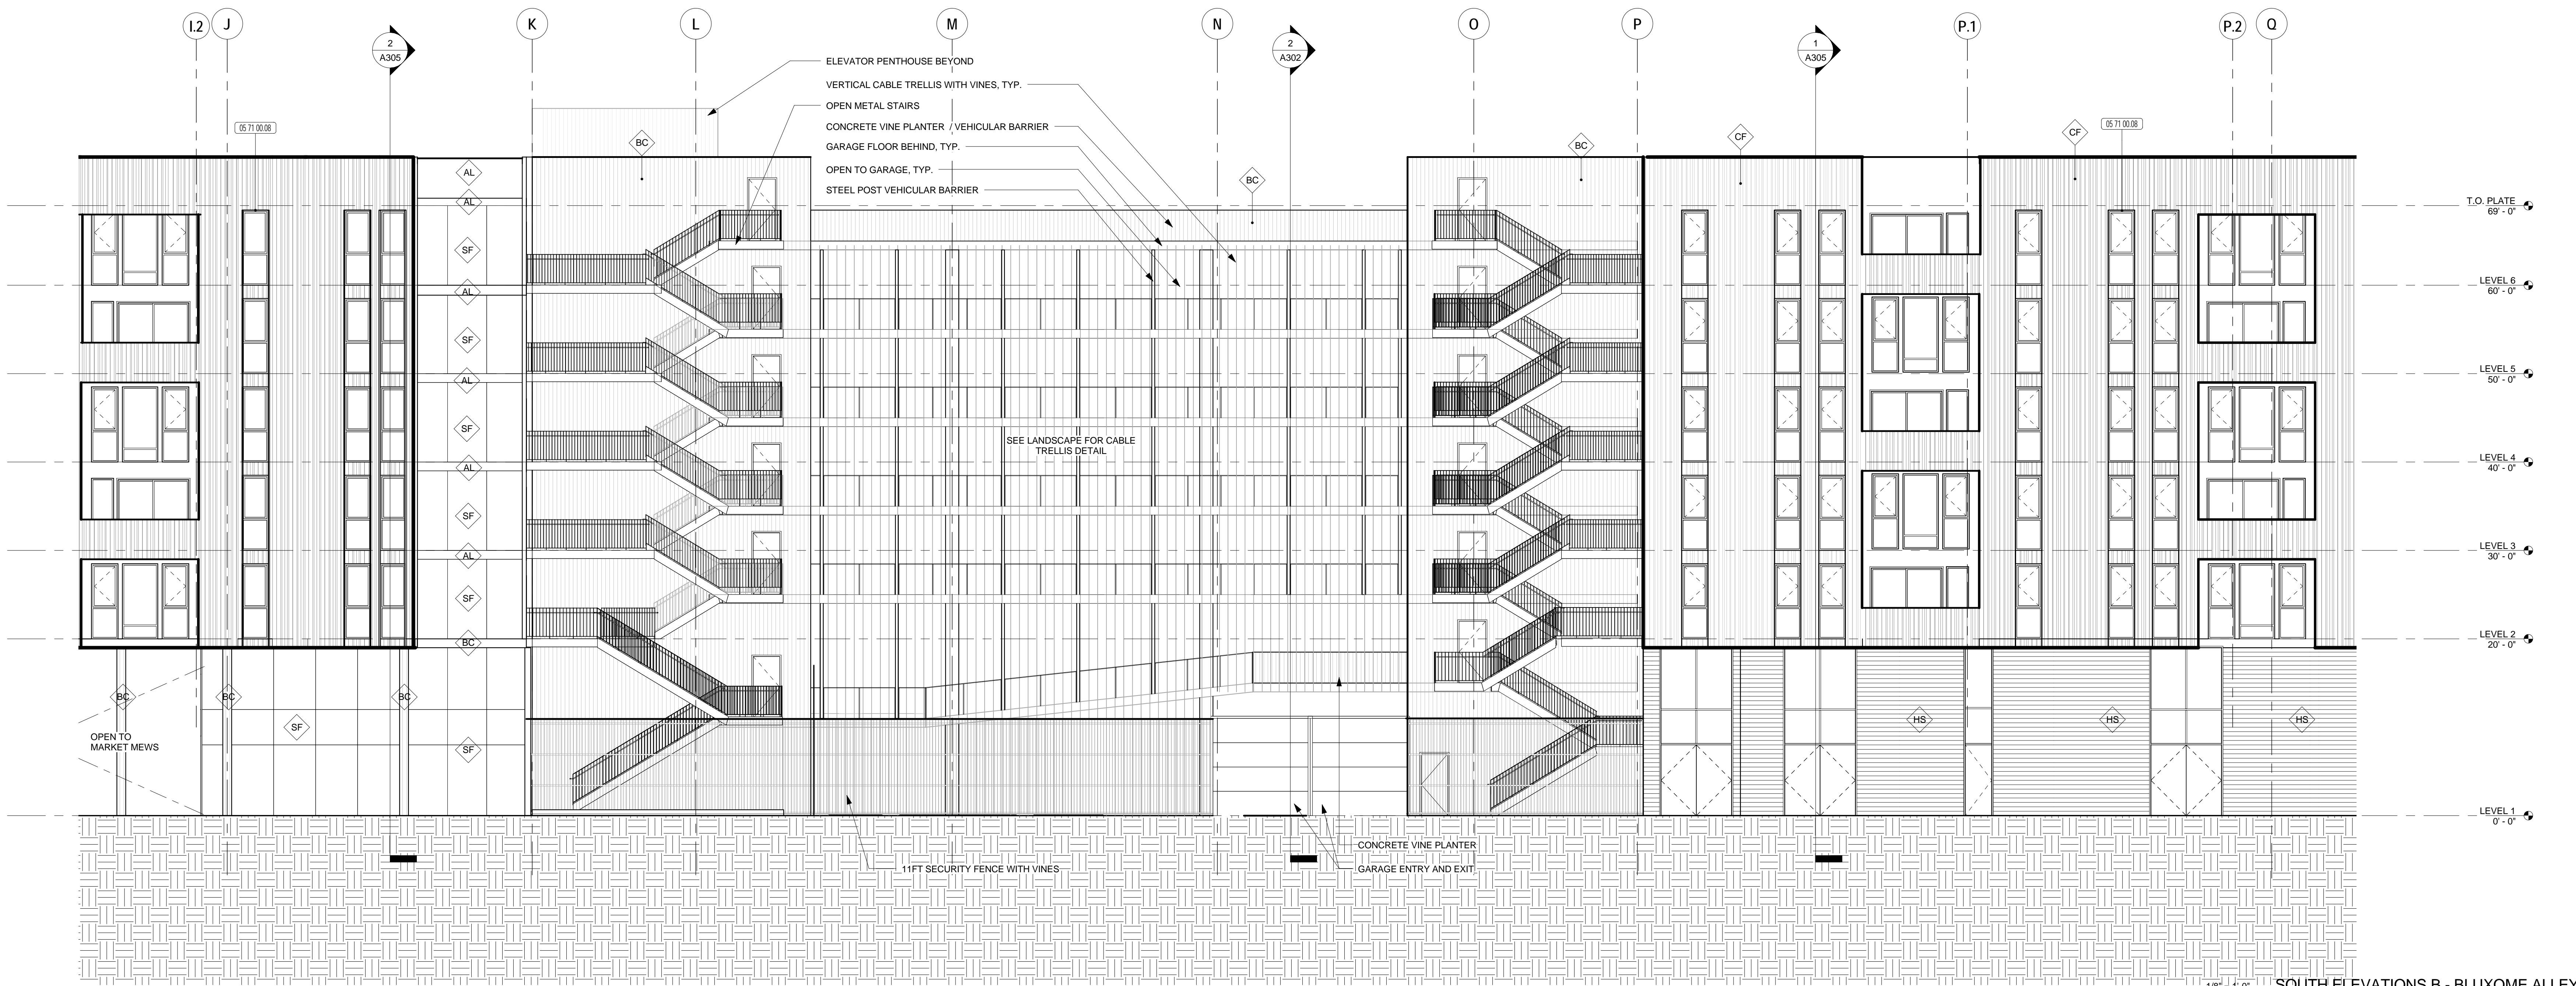 I.2
J
K
L
M
N
O
P
P.1
P.2
Q
2
A305
2
A302
1
A305
ELEVATOR PENTHOUSE BEYOND
VERTICAL CABLE TRELLIS WITH VINES, TYP.
OPEN METAL STAIRS
CONCRETE VINE PLANTER / VEHICULAR BARRIER
GARAGE FLOOR BEHIND, TYP.
OPEN TO GARAGE, TYP.
STEEL POST VEHICULAR BARRIER
05 71 00.08
BC
BC
BC
CF
CF
05 71 00.08
AL
AL
SF
AL
SF
AL
SF
AL
SF
AL
SF
BC
T.O. PLATE
69' - 0"
LEVEL 6
60' - 0"
LEVEL 5
50' - 0"
LEVEL 4
40' - 0"
LEVEL 3
30' - 0"
LEVEL 2
20' - 0"
LEVEL 1
0' - 0"
SEE LANDSCAPE FOR CABLE
TRELLIS DETAIL
BC
BC
BC
SF
SF
HS
HS
HS
OPEN TO
MARKET MEWS
CONCRETE VINE PLANTER
11FT SECURITY FENCE WITH VINES
GARAGE ENTRY AND EXIT
SOUTH ELEVATIONS B - BLUXOME ALLEY